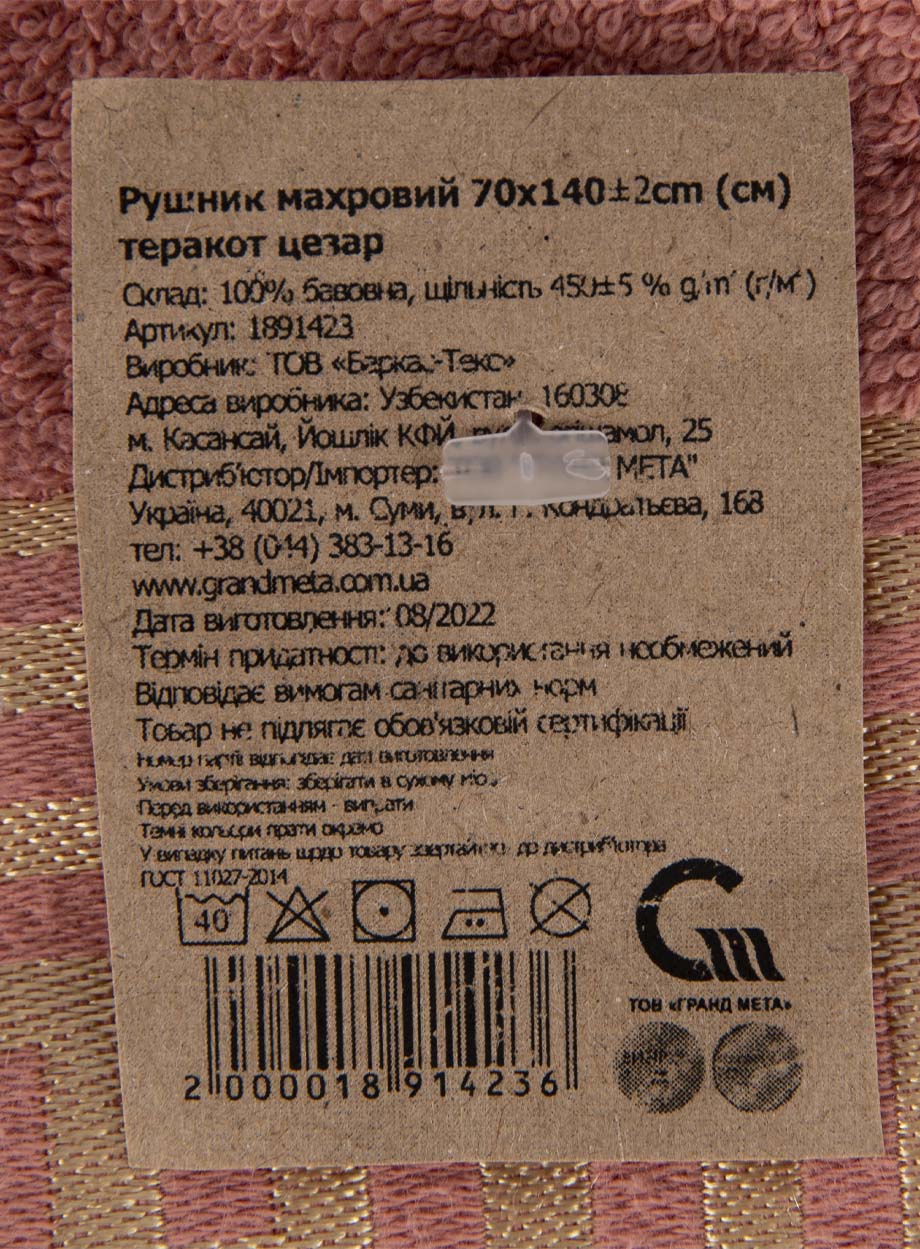 Рушник махровий 70х140±2cm (см)
теракот цезар
Склад: 100% бавовна, щільність 450±5 % g/m² (г/м²)
Артикул: 1891423
Виробник: ТОВ «Баркас-Текс»
Адреса виробника: Узбекистан, 160308
м. Касансай, Йошлік КФЙ, 25
Дистриб'ютор/Імпортер: МЕТА"
Україна, 40021, м. Суми, вул. Г. Кондратьєва, 168
тел: +38 (044) 383-13-16
www.grandmeta.com.ua
Дата виготовлення: 08/2022
Термін придатності: до використання необмежений
Відповідає вимогам санітарних норм
Товар не підлягає обов'язковій сертифікації
Номер партії відповідає даті виготовлення
Умови зберігання: зберігати в сухому місці
Перед використанням - випрати
Темні кольори прати окремо
У випадку питань щодо товару звертайтесь до дистриб'ютора
ГОСТ 11027-2014
40
Gm
ТОВ «ГРАНД МЕТА»
2 000018 914236